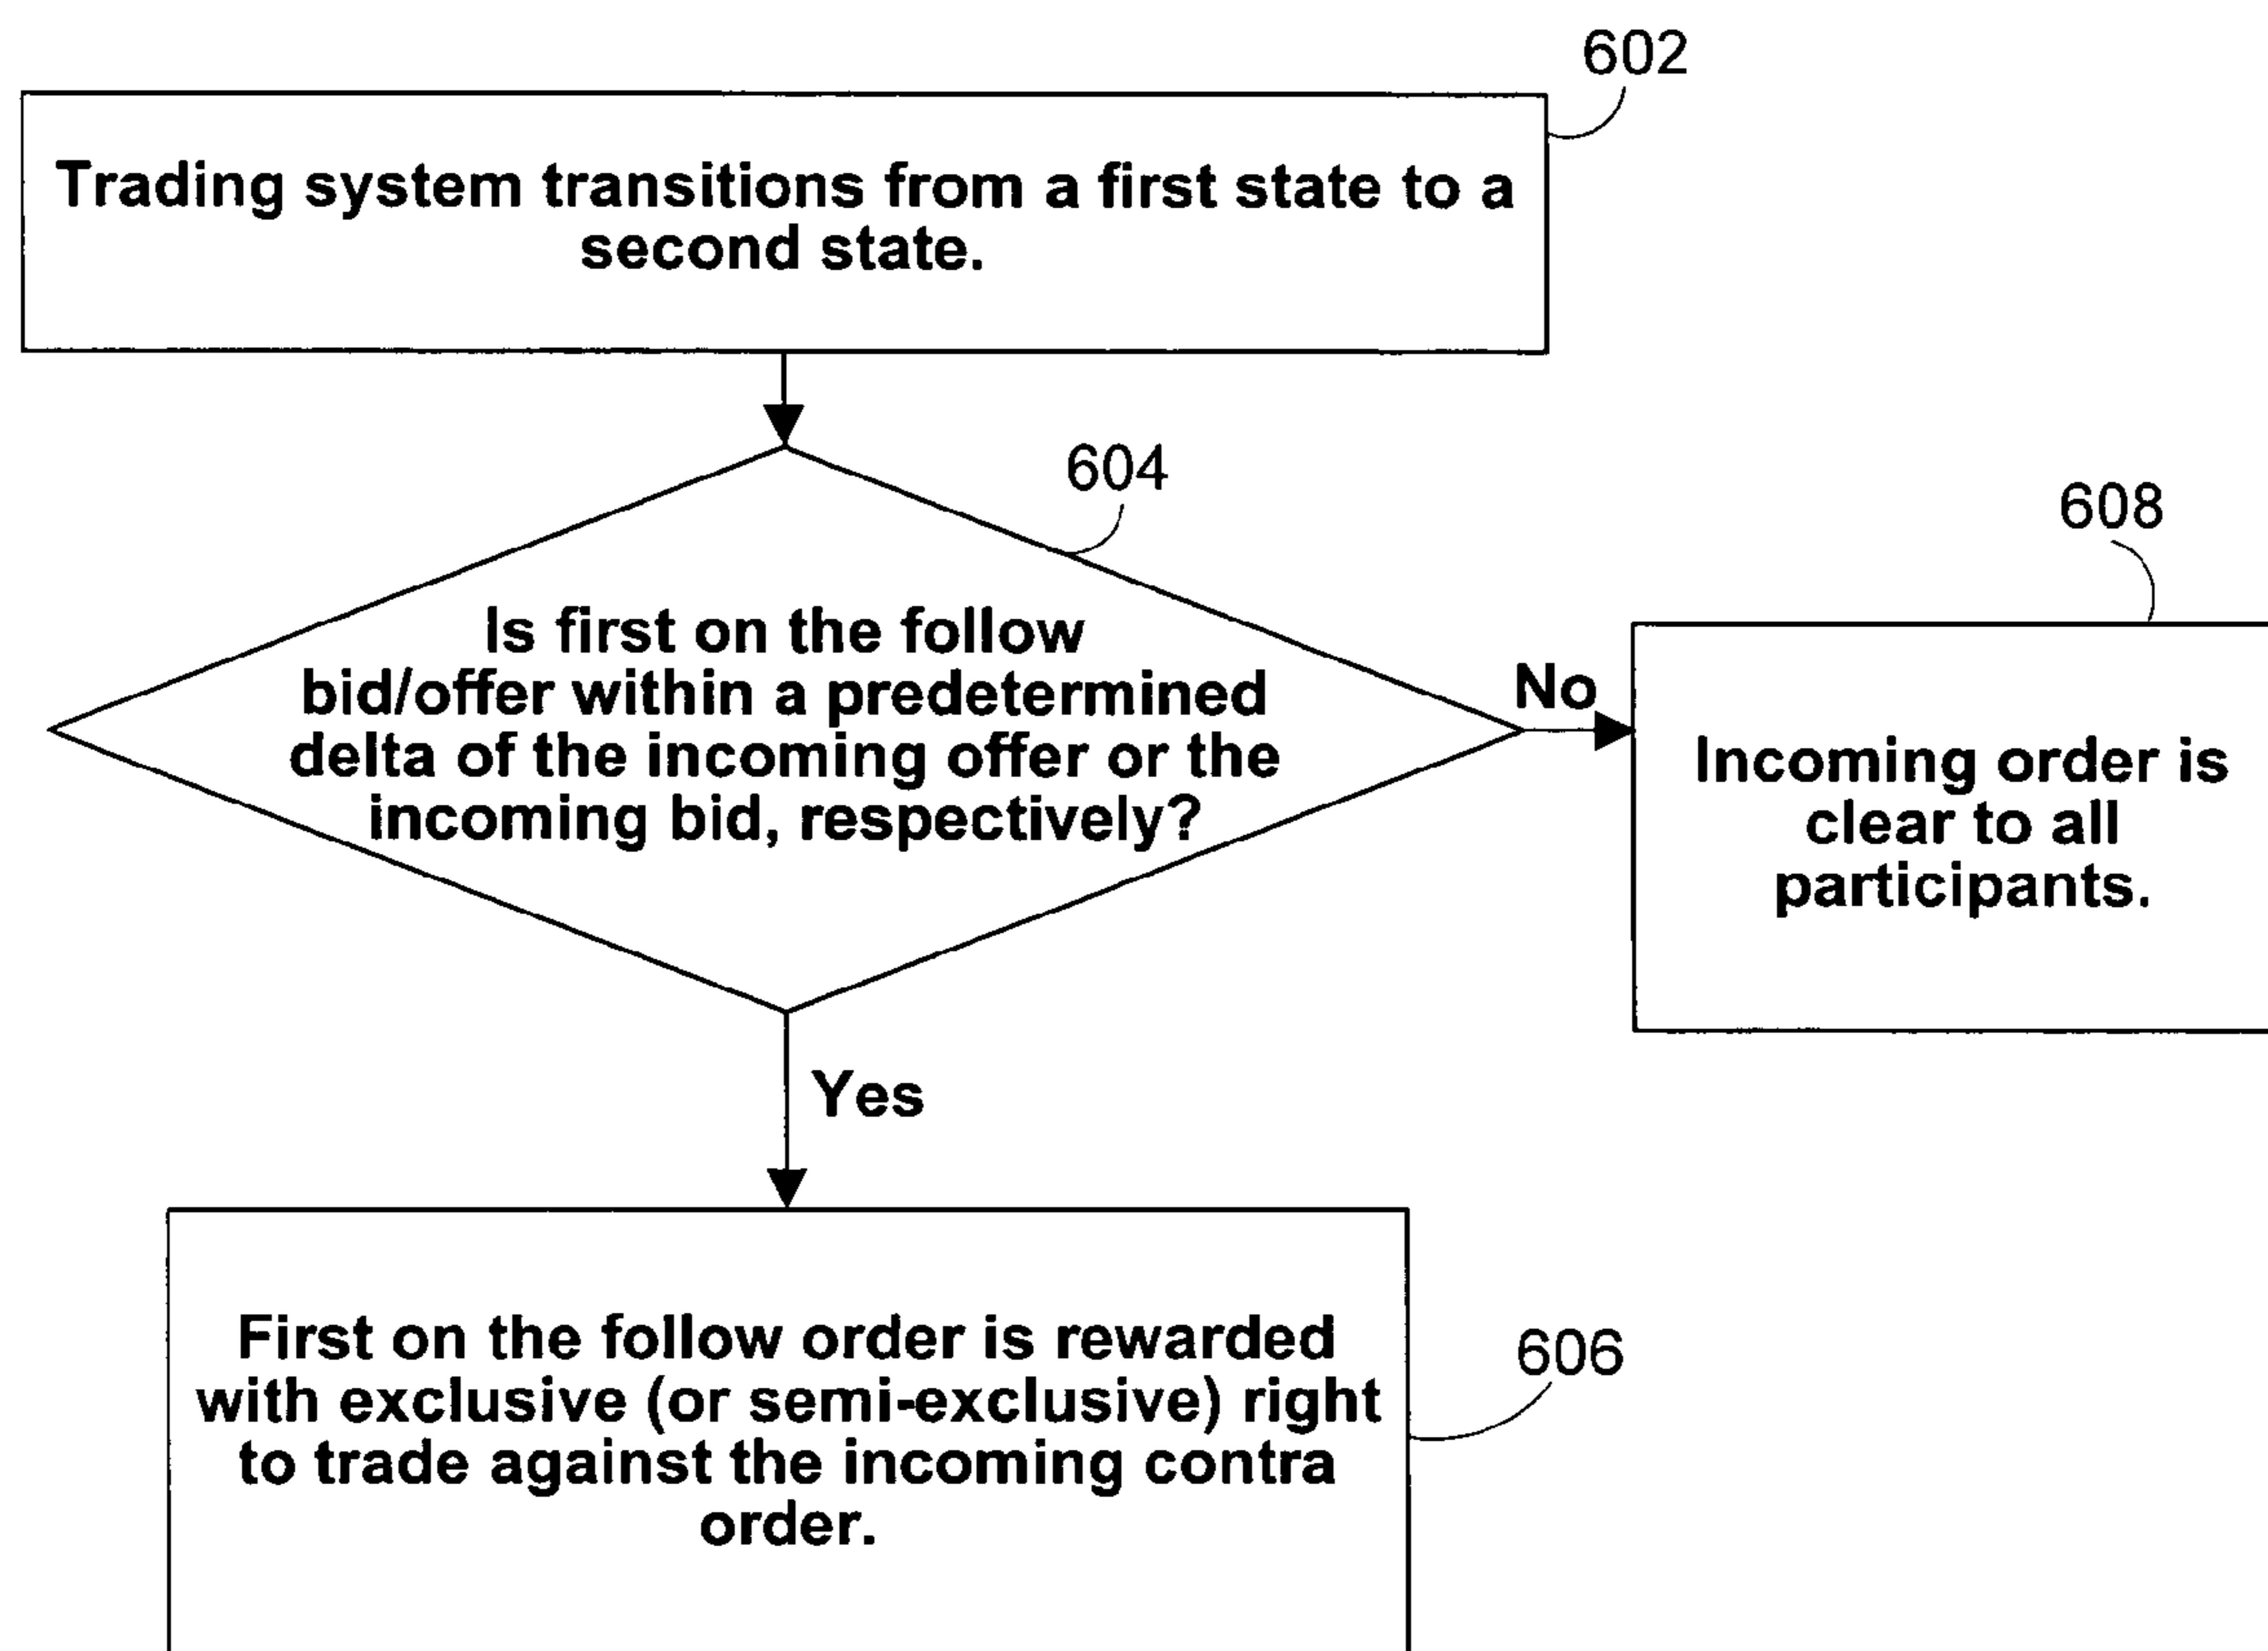 602
Trading system transitions from a first state to a
second state.
604
608
Is first on the follow
bid/offer within a predetermined
delta of the incoming offer or the
incoming bid, respectively?
No
Incoming order is
clear to all
participants.
Yes
First on the follow order is rewarded
with exclusive (or semi-exclusive) right
to trade against the incoming contra
order.
606